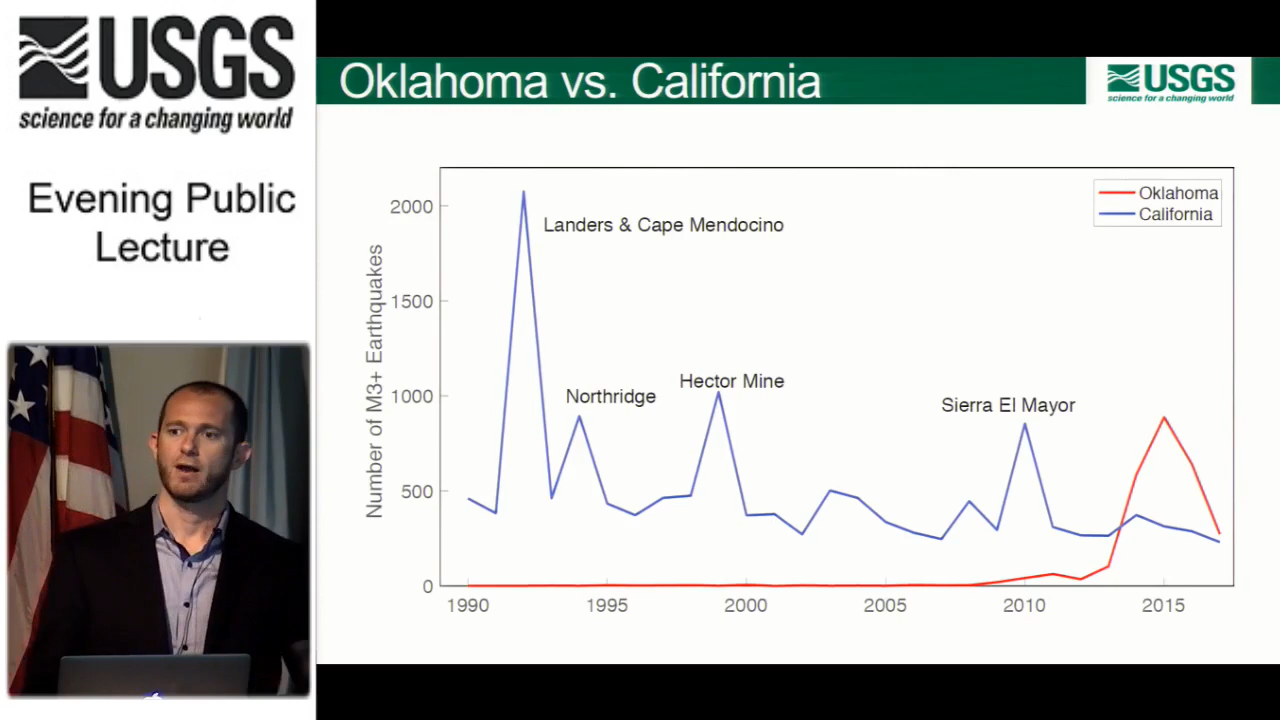 USGS
science for a changing world
Evening Public
Lecture
Oklahoma vs. California
USGS
science for a changing world
Oklahoma
California
Number of M3+ Earthquakes
2000
1500
1000
500
0
Landers & Cape Mendocino
Northridge
Hector Mine
Sierra El Mayor
1990
1995
2000
2005
2010
2015